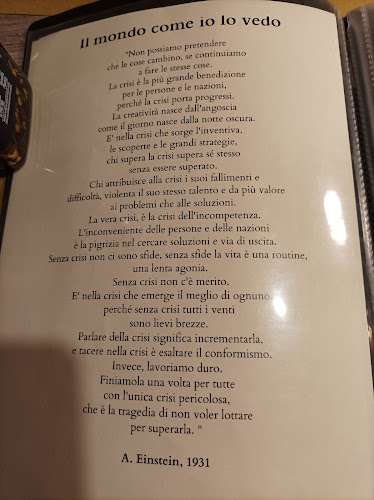 Il mondo come io lo vedo
"Non possiamo pretendere
che le cose cambino, se continuiamo
a fare le stesse cose.
La crisi è la più grande benedizione
per le persone e le nazioni,
perché la crisi porta progressi.
La creatività nasce dall'angoscia
come il giorno nasce dalla notte oscura.
E' nella crisi che sorge l'inventiva,
le scoperte e le grandi strategie,
chi supera la crisi supera sé stesso
senza essere superato.
Chi attribuisce alla crisi i suoi fallimenti e
difficoltà, violenta il suo stesso talento e da più valore
ai problemi che alle soluzioni.
La vera crisi, è la crisi dell'incompetenza.
L'inconveniente delle persone e delle nazioni
è la pigrizia nel cercare soluzioni e via di uscita.
Senza crisi non ci sono sfide, senza sfide la vita è una routine,
una lenta agonia.
Senza crisi non c'è merito.
E' nella crisi che emerge il meglio di ognuno,
perché senza crisi tutti i venti
sono lievi brezze.
Parlare della crisi significa incrementarla,
e tacere nella crisi è esaltare il conformismo.
Invece, lavoriamo duro.
Finiamola una volta per tutte
con l'unica crisi pericolosa,
che è la tragedia di non voler lottare
per superarla. "
A. Einstein, 1931